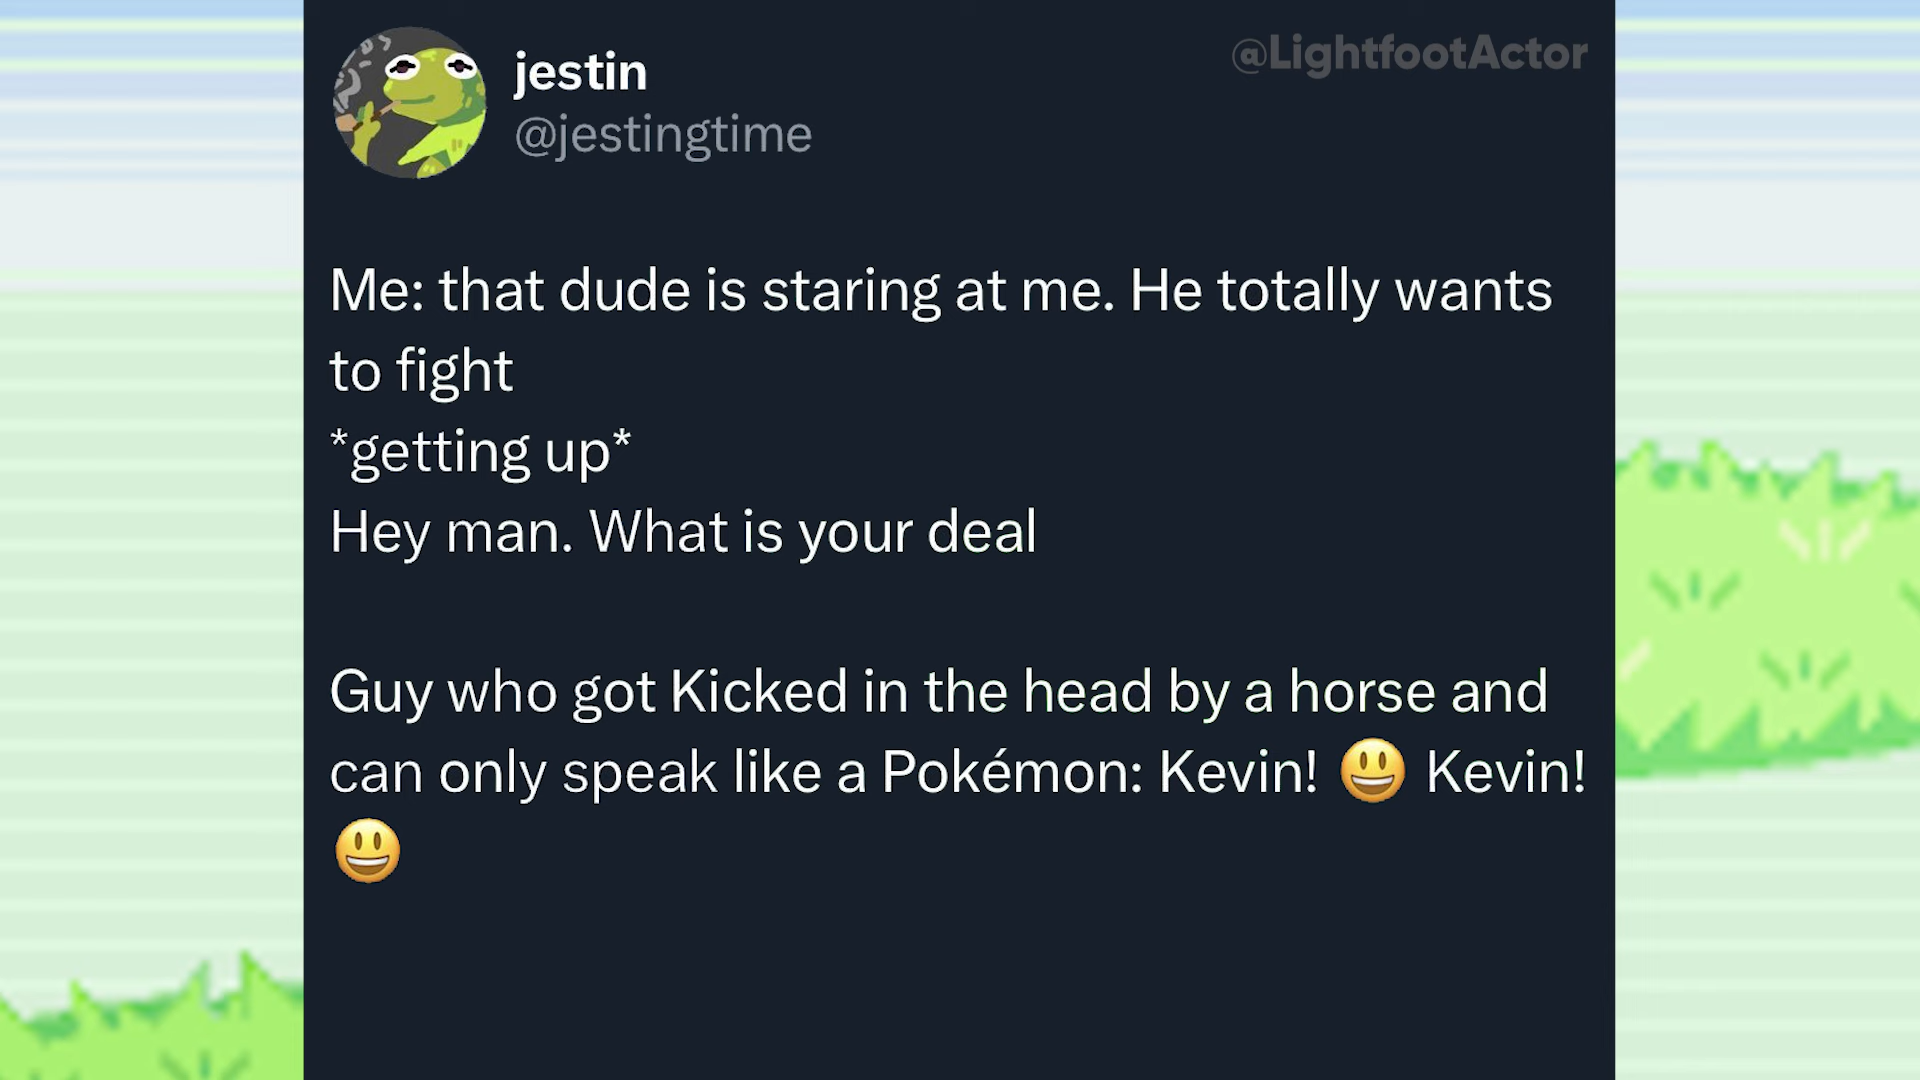 jestin
@LightfootActor
@jestingtime
Me: that dude is staring at me. He totally wants
to fight
*getting up*
Hey man. What is your deal
Guy who got Kicked in the head by a horse and
can only speak like a Pokémon: Kevin! 😃 Kevin!
😃